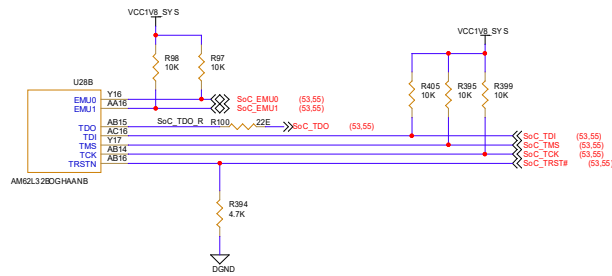 VCC1V8_SYS
VCC1V8_SYS
R98
10K
R97
10K
R405
10K
R395
10K
R399
10K
U28B
EMU0 Y16 SoC_EMU0 (53,55)
EMU1 AA16 SoC_EMU1 (53,55)
TDO AB15 SoC_TDO_R R100 22E SoC_TDO (53,55)
TDI AC16 SoC_TDI (53,55)
TMS Y17 SoC_TMS (53,55)
TCK AB14 SoC_TCK (53,55)
TRSTN AB16 SoC_TRST# (53,55)
AM62L32BOGHAANB
R394
4.7K
DGND